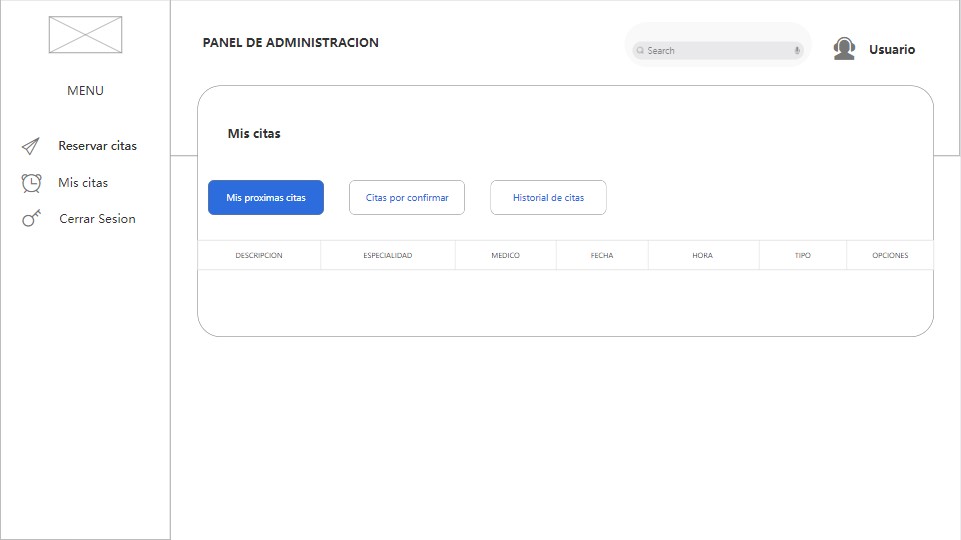 PANEL DE ADMINISTRACION
Search
Usuario
MENU
Reservar citas
Mis citas
Cerrar Sesion
Mis citas
Mis proximas citas
Citas por confirmar
Historial de citas
DESCRIPCION
ESPECIALIDAD
MEDICO
FECHA
HORA
TIPO
OPCIONES